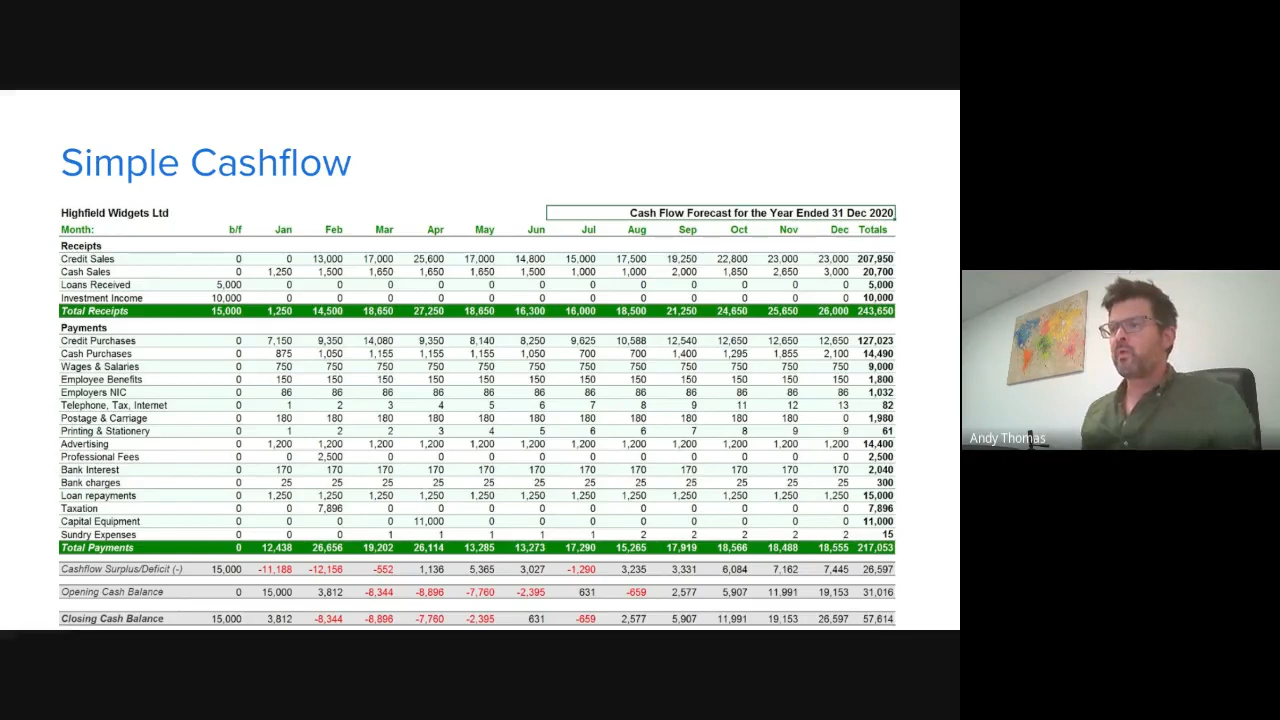 Simple Cashflow
Highfield Widgets Ltd Cash Flow Forecast for the Year Ended 31 Dec 2020
Month: b/f Jan Feb Mar Apr May Jun Jul Aug Sep Oct Nov Dec Totals
Receipts
Credit Sales 0 0 13,000 17,000 25,600 17,000 14,800 15,000 17,500 19,250 22,800 23,000 23,000 207,950
Cash Sales 0 1,250 1,500 1,650 1,650 1,650 1,500 1,000 1,000 2,000 1,850 2,650 3,000 20,700
Loans Received 5,000 0 0 0 0 0 0 0 0 0 0 0 0 5,000
Investment Income 10,000 0 0 0 0 0 0 0 0 0 0 0 0 10,000
Total Receipts 15,000 1,250 14,500 18,650 27,250 18,650 16,300 16,000 18,500 21,250 24,650 25,650 26,000 243,650
Payments
Credit Purchases 0 7,150 9,350 14,080 9,350 8,140 8,250 9,625 10,588 12,540 12,650 12,650 12,650 127,023
Cash Purchases 0 875 1,050 1,155 1,155 1,155 1,050 700 700 1,400 1,295 1,855 2,100 14,490
Wages & Salaries 0 750 750 750 750 750 750 750 750 750 750 750 750 9,000
Employee Benefits 0 150 150 150 150 150 150 150 150 150 150 150 150 1,800
Employers NIC 0 86 86 86 86 86 86 86 86 86 86 86 86 1,032
Telephone, Tax, Internet 0 1 2 3 4 5 6 7 8 9 11 12 13 82
Postage & Carriage 0 180 180 180 180 180 180 180 180 180 180 180 0 1,980
Printing & Stationery 0 1 2 2 3 4 5 6 6 7 8 9 9 61
Advertising 0 1,200 1,200 1,200 1,200 1,200 1,200 1,200 1,200 1,200 1,200 1,200 1,200 14,400
Professional Fees 0 0 2,500 0 0 0 0 0 0 0 0 0 0 2,500
Bank Interest 0 170 170 170 170 170 170 170 170 170 170 170 170 2,040
Bank charges 0 25 25 25 25 25 25 25 25 25 25 25 25 300
Loan repayments 0 1,250 1,250 1,250 1,250 1,250 1,250 1,250 1,250 1,250 1,250 1,250 1,250 15,000
Taxation 0 0 7,896 0 0 0 0 0 0 0 0 0 0 7,896
Capital Equipment 0 0 0 0 11,000 0 0 0 0 0 0 0 0 11,000
Sundry Expenses 0 0 0 1 1 1 1 1 2 2 2 2 2 15
Total Payments 0 12,438 26,656 19,202 26,114 13,285 13,273 17,290 15,265 17,919 18,566 18,488 18,555 217,053
Cashflow Surplus/Deficit (-) 15,000 -11,188 -12,156 -552 1,136 5,365 3,027 -1,290 3,235 3,331 6,084 7,162 7,445 26,597
Opening Cash Balance 0 15,000 3,812 -8,344 -8,896 -7,760 -2,395 631 -659 2,577 5,907 11,991 19,153 31,016
Closing Cash Balance 15,000 3,812 -8,344 -8,896 -7,760 -2,395 631 -659 2,577 5,907 11,991 19,153 26,597 57,614
Andy Thomas